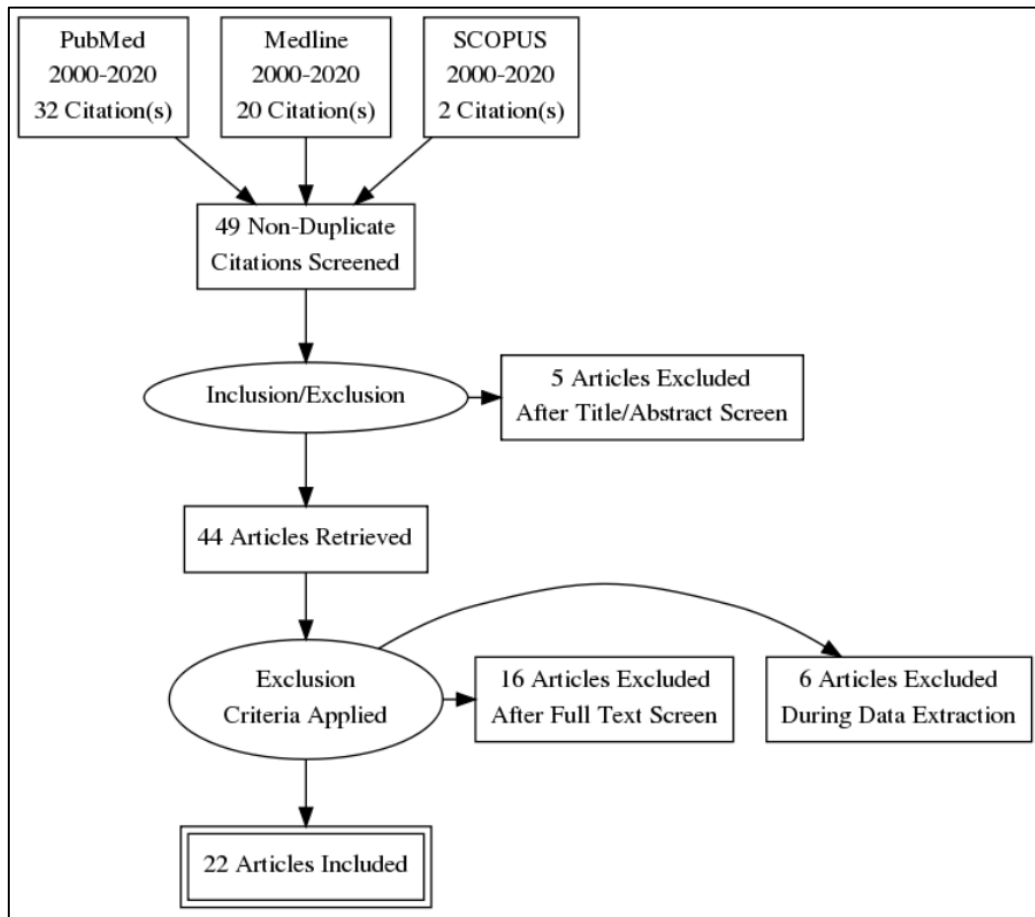 PubMed
2000-2020
32 Citation(s)
Medline
2000-2020
20 Citation(s)
SCOPUS
2000-2020
2 Citation(s)
49 Non-Duplicate
Citations Screened
Inclusion/Exclusion
5 Articles Excluded
After Title/Abstract Screen
44 Articles Retrieved
Exclusion
Criteria Applied
16 Articles Excluded
After Full Text Screen
6 Articles Excluded
During Data Extraction
22 Articles Included